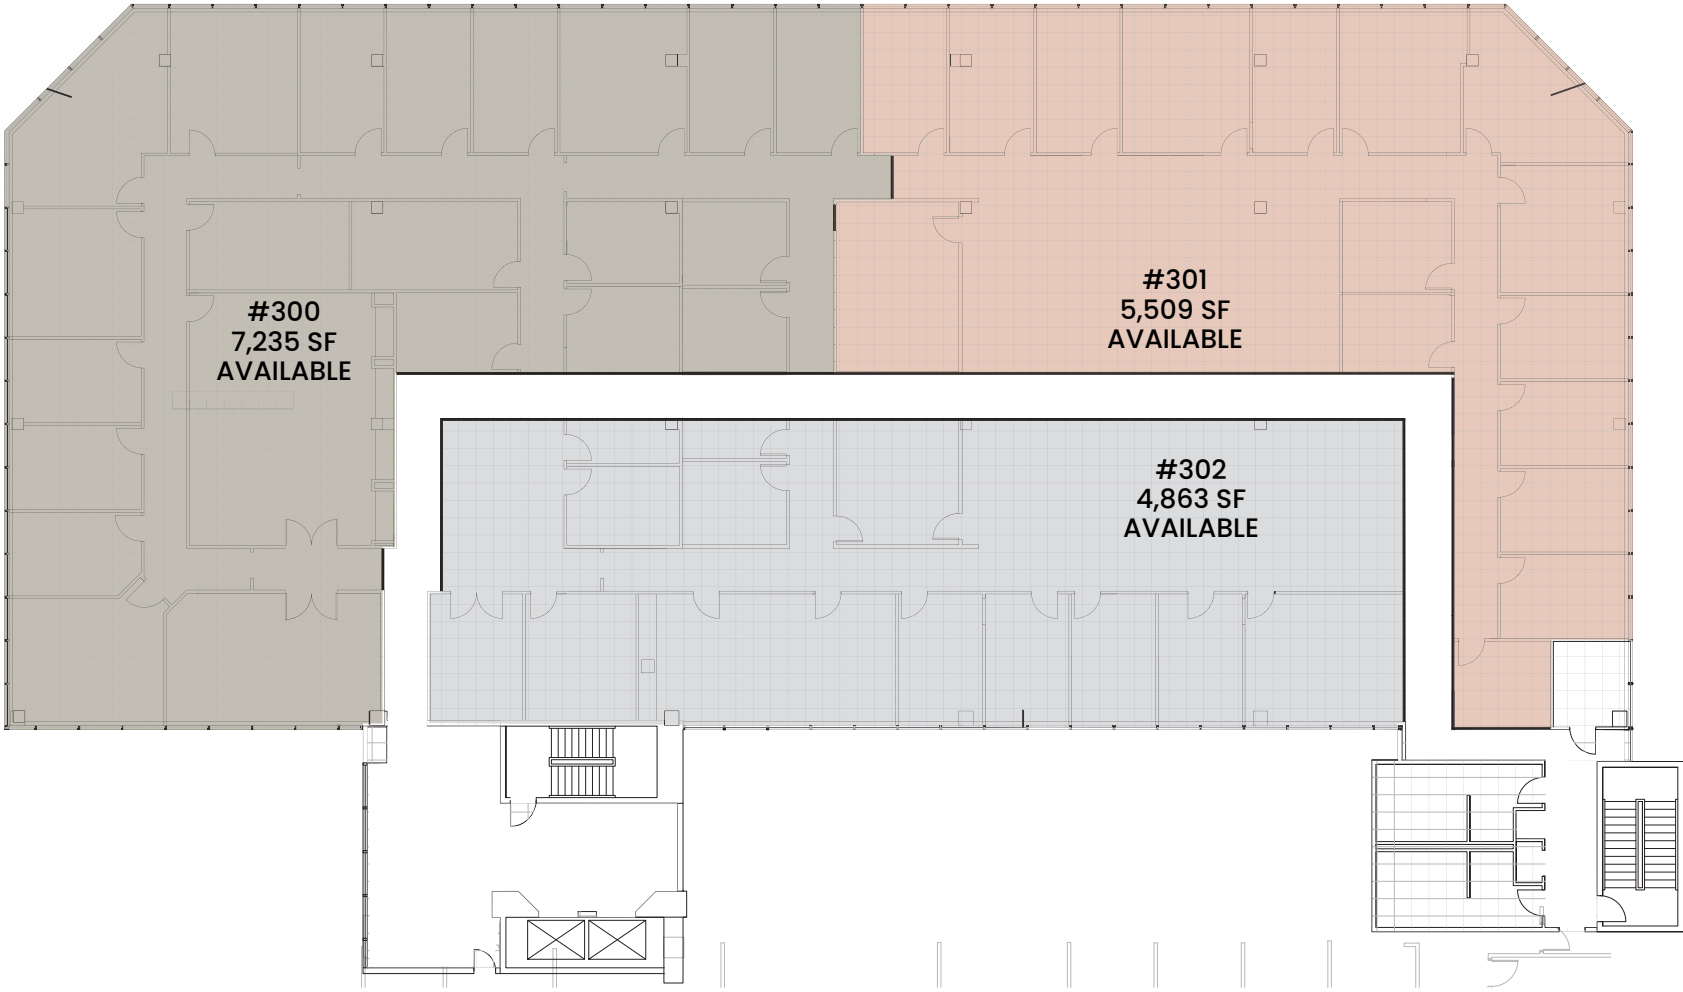 #300
7,235 SF
AVAILABLE
#301
5,509 SF
AVAILABLE
#302
4,863 SF
AVAILABLE